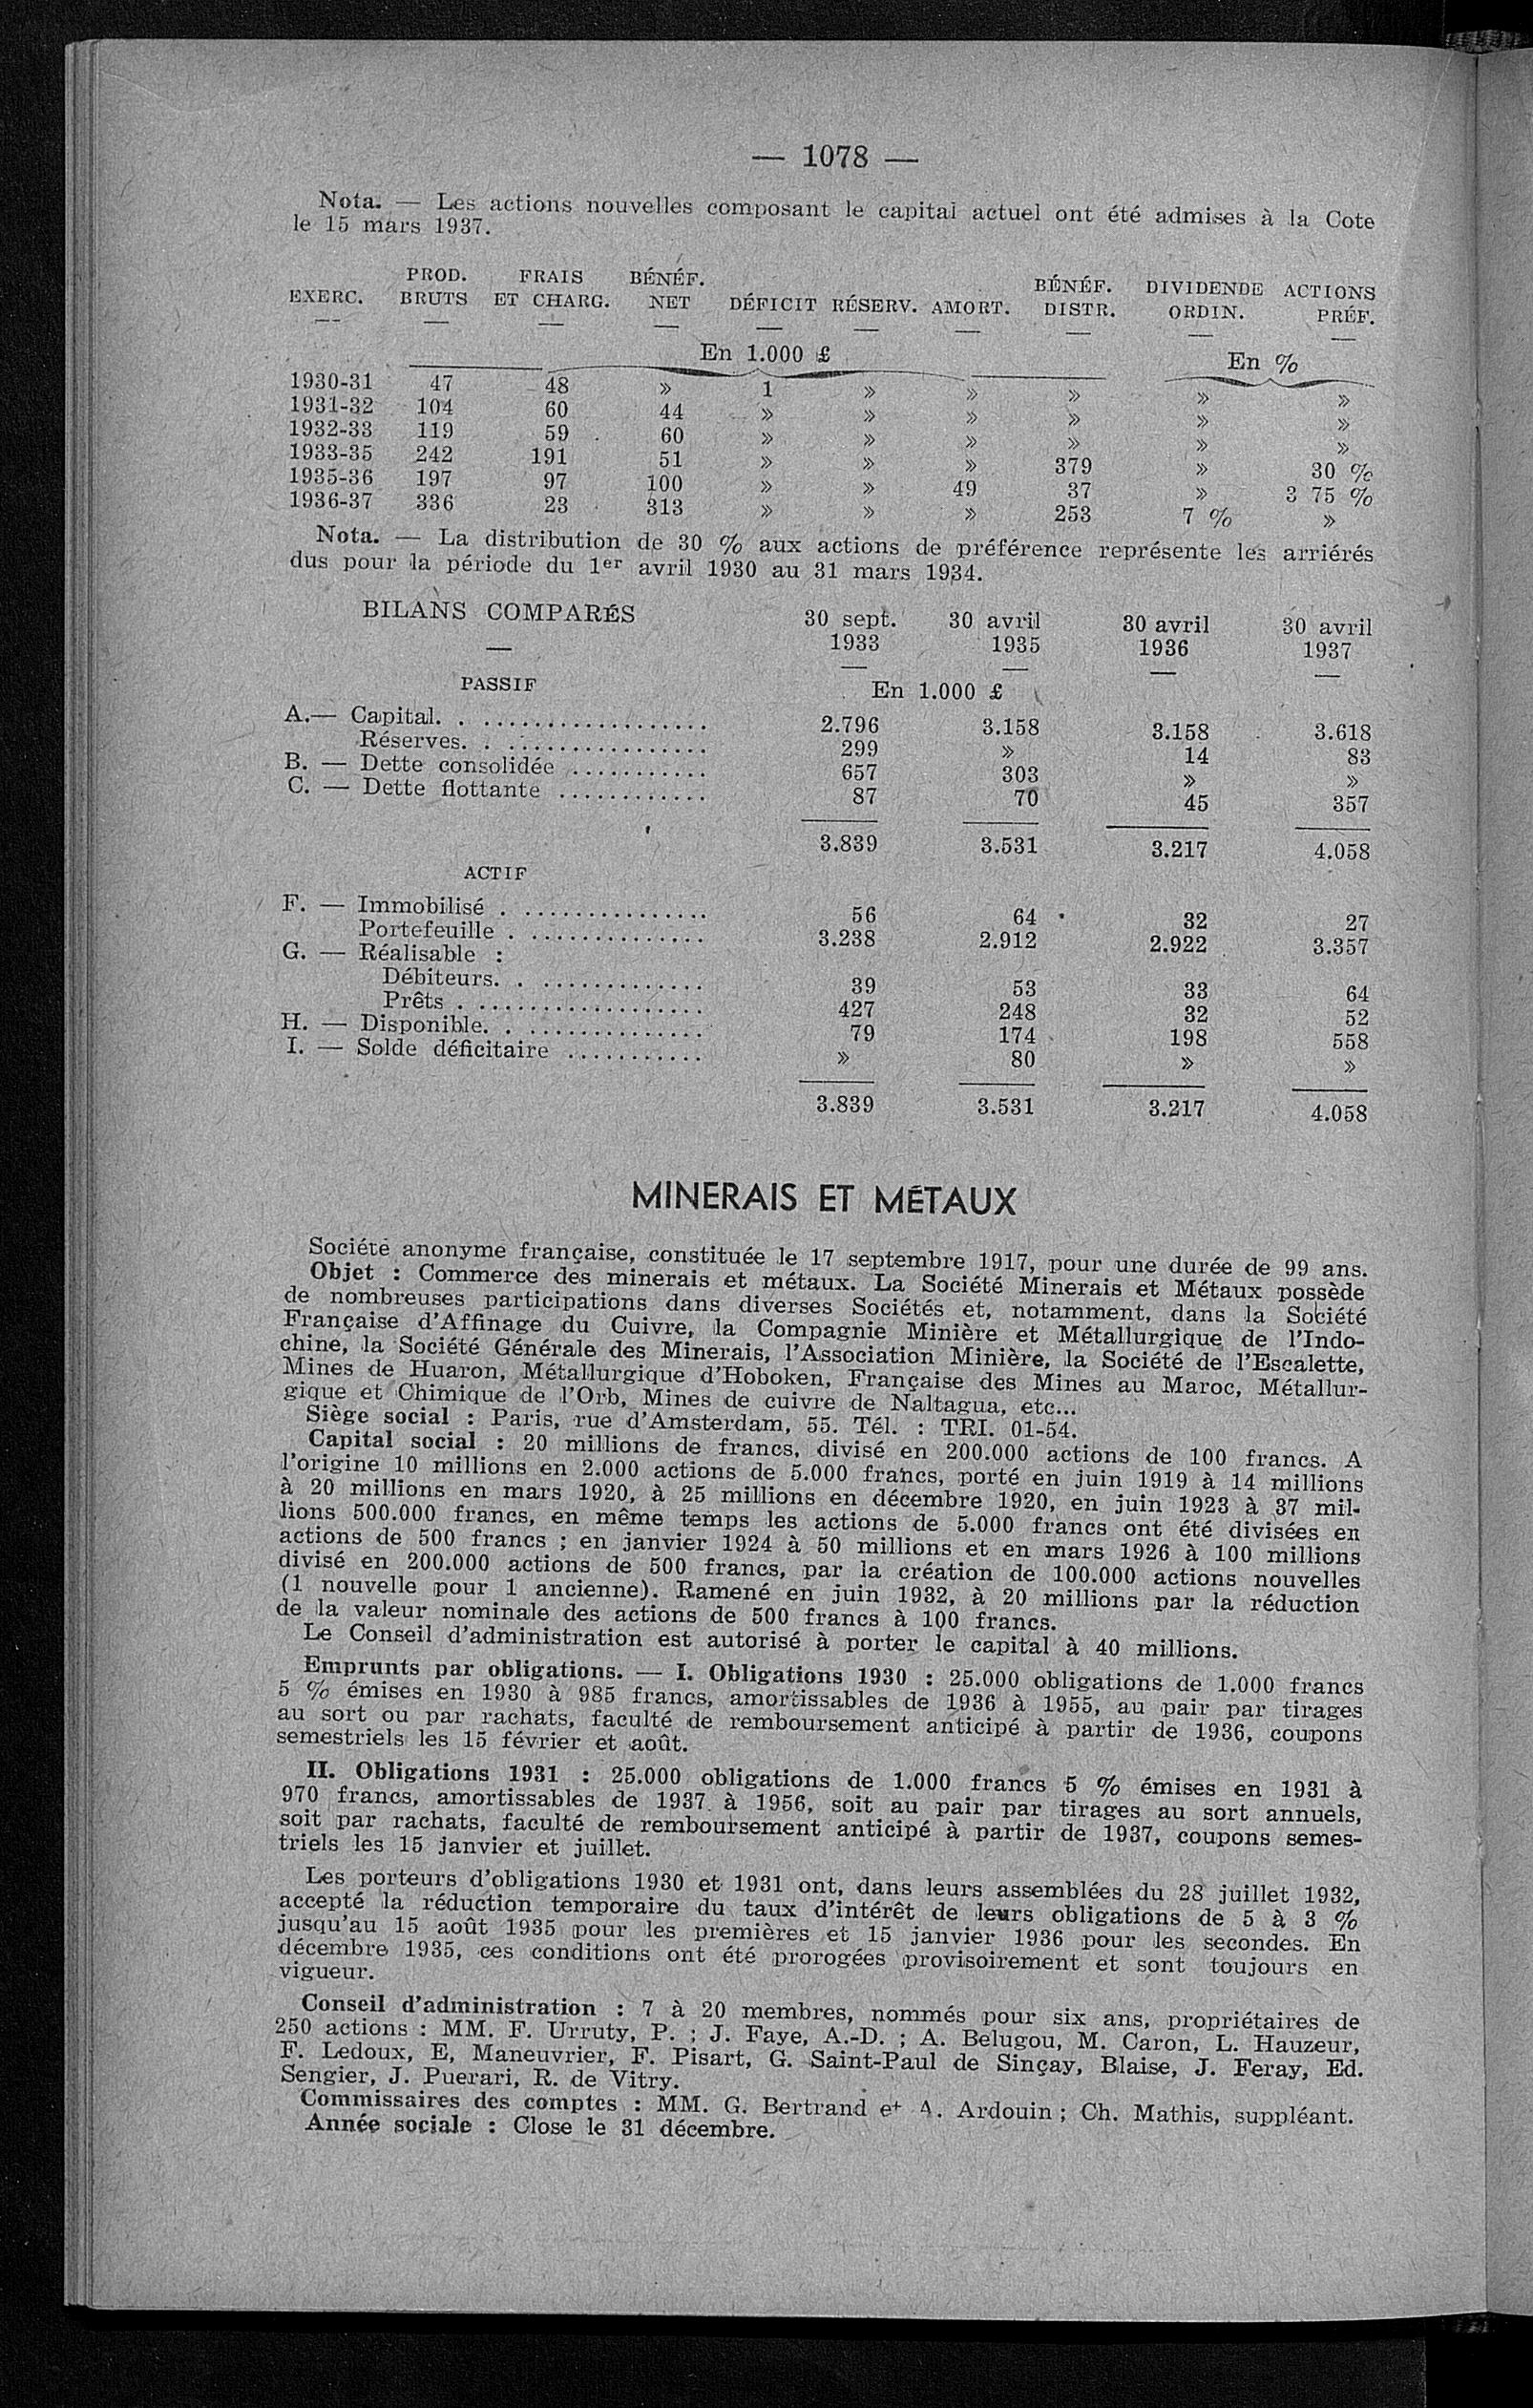 — 1078 —
Nota. — Les actions nouvelles composant le capital actuel ont été admises à la Cote
le 15 mars 1937.
EXERC. PROD. BRUTS FRAIS ET CHARG. BÉNÉF. NET DÉFICIT RÉSERV. AMORT. BÉNÉF. DISTR. DIVIDENDE ORDIN. ACTIONS PRÉF.
En 1.000 £ En %
1930-31 47 48 » 1 » » » » »
1931-32 104 60 44 » » » » » »
1932-33 119 59 60 » » » » » »
1933-35 242 191 51 » » » 379 » 30 %
1935-36 197 97 100 » » 49 37 » 3 75 %
1936-37 336 23 313 » » » 253 7 % »
Nota. — La distribution de 30 % aux actions de préférence représente les arriérés
dus pour la période du 1er avril 1930 au 31 mars 1934.
BILANS COMPARÉS 30 sept. 30 avril 30 avril 30 avril
— 1933 1935 1936 1937
PASSIF En 1.000 £
A.— Capital. . .................. 2.796 3.158 3.158 3.618
Réserves. . ................ 299 » 14 83
B. — Dette consolidée ........... 657 303 » »
C. — Dette flottante ............ 87 70 45 357
3.839 3.531 3.217 4.058
ACTIF
F. — Immobilisé . ............... 56 64 32 27
Portefeuille . .............. 3.238 2.912 2.922 3.357
G. — Réalisable :
Débiteurs. . ............. 39 53 33 64
Prêts . .................. 427 248 32 52
H. — Disponible. . .............. 79 174 198 558
I. — Solde déficitaire ........... » 80 » »
3.839 3.531 3.217 4.058
MINERAIS ET MÉTAUX
Société anonyme française, constituée le 17 septembre 1917, pour une durée de 99 ans.
Objet : Commerce des minerais et métaux. La Société Minerais et Métaux possède
de nombreuses participations dans diverses Sociétés et, notamment, dans la Société
Française d'Affinage du Cuivre, la Compagnie Minière et Métallurgique de l'Indo-
chine, la Société Générale des Minerais, l'Association Minière, la Société de l'Escalette,
Mines de Huaron, Métallurgique d'Hoboken, Française des Mines au Maroc, Métallur-
gique et Chimique de l'Orb, Mines de cuivre de Naltagua, etc...
Siège social : Paris, rue d'Amsterdam, 55. Tél. : TRI. 01-54.
Capital social : 20 millions de francs, divisé en 200.000 actions de 100 francs. A
l'origine 10 millions en 2.000 actions de 5.000 francs, porté en juin 1919 à 14 millions
à 20 millions en mars 1920, à 25 millions en décembre 1920, en juin 1923 à 37 mil-
lions 500.000 francs, en même temps les actions de 5.000 francs ont été divisées en
actions de 500 francs ; en janvier 1924 à 50 millions et en mars 1926 à 100 millions
divisé en 200.000 actions de 500 francs, par la création de 100.000 actions nouvelles
(1 nouvelle pour 1 ancienne). Ramené en juin 1932, à 20 millions par la réduction
de la valeur nominale des actions de 500 francs à 100 francs.
Le Conseil d'administration est autorisé à porter le capital à 40 millions.
Emprunts par obligations. — I. Obligations 1930 : 25.000 obligations de 1.000 francs
5 % émises en 1930 à 985 francs, amortissables de 1936 à 1955, au pair par tirages
au sort ou par rachats, faculté de remboursement anticipé à partir de 1936, coupons
semestriels les 15 février et août.
II. Obligations 1931 : 25.000 obligations de 1.000 francs 5 % émises en 1931 à
970 francs, amortissables de 1937 à 1956, soit au pair par tirages au sort annuels,
soit par rachats, faculté de remboursement anticipé à partir de 1937, coupons semes-
triels les 15 janvier et juillet.
Les porteurs d'obligations 1930 et 1931 ont, dans leurs assemblées du 28 juillet 1932,
accepté la réduction temporaire du taux d'intérêt de leurs obligations de 5 à 3 %
jusqu'au 15 août 1935 pour les premières et 15 janvier 1936 pour les secondes. En
décembre 1935, ces conditions ont été prorogées provisoirement et sont toujours en
vigueur.
Conseil d'administration : 7 à 20 membres, nommés pour six ans, propriétaires de
250 actions : MM. F. Urruty, P. ; J. Faye, A.-D. ; A. Belugou, M. Caron, L. Hauzeur,
F. Ledoux, E, Maneuvrier, F. Pisart, G. Saint-Paul de Sinçay, Blaise, J. Feray, Ed.
Sengier, J. Puerari, R. de Vitry.
Commissaires des comptes : MM. G. Bertrand et A. Ardouin ; Ch. Mathis, suppléant.
Année sociale : Close le 31 décembre.